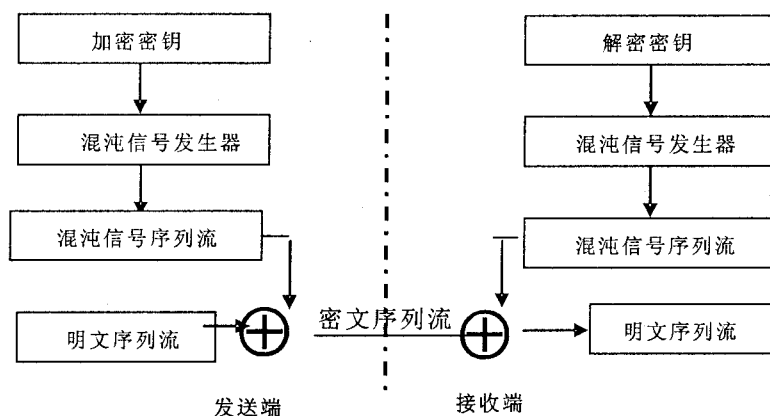 加密密钥
解密密钥
混沌信号发生器
混沌信号发生器
混沌信号序列流
混沌信号序列流
明文序列流
密文序列流
明文序列流
发送端
接收端